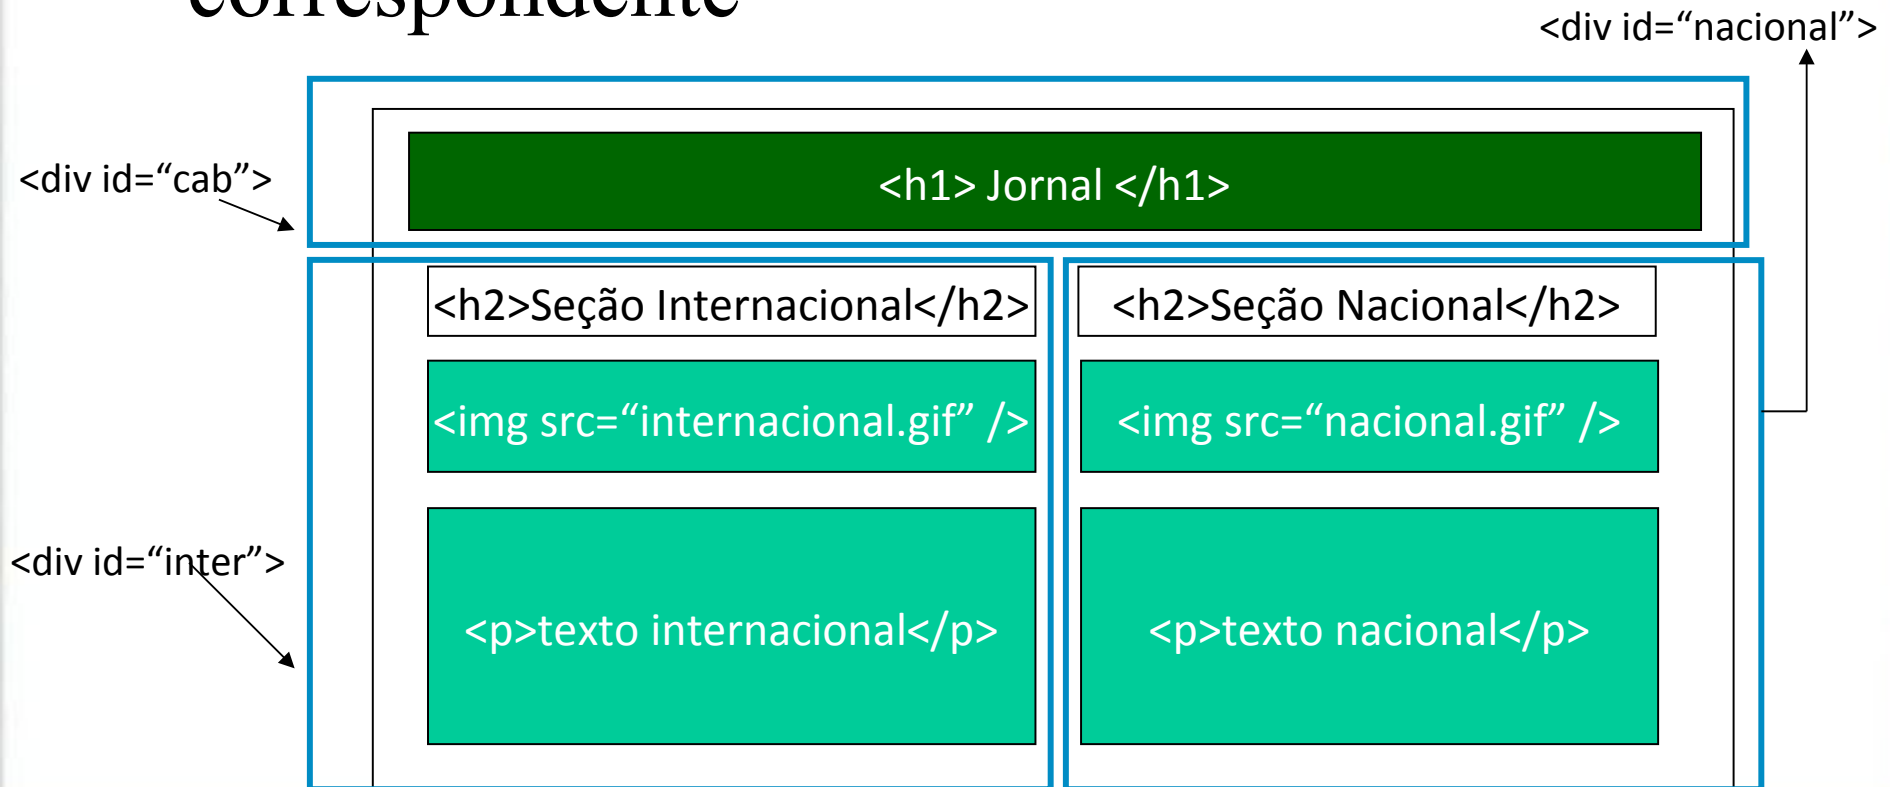 correspondente
<div id=“nacional”>
<div id=“cab”>
<h1> Jornal </h1>
<h2>Seção Internacional</h2>
<h2>Seção Nacional</h2>
<img src=“internacional.gif” />
<img src=“nacional.gif” />
<div id=“inter”>
<p>texto internacional</p>
<p>texto nacional</p>